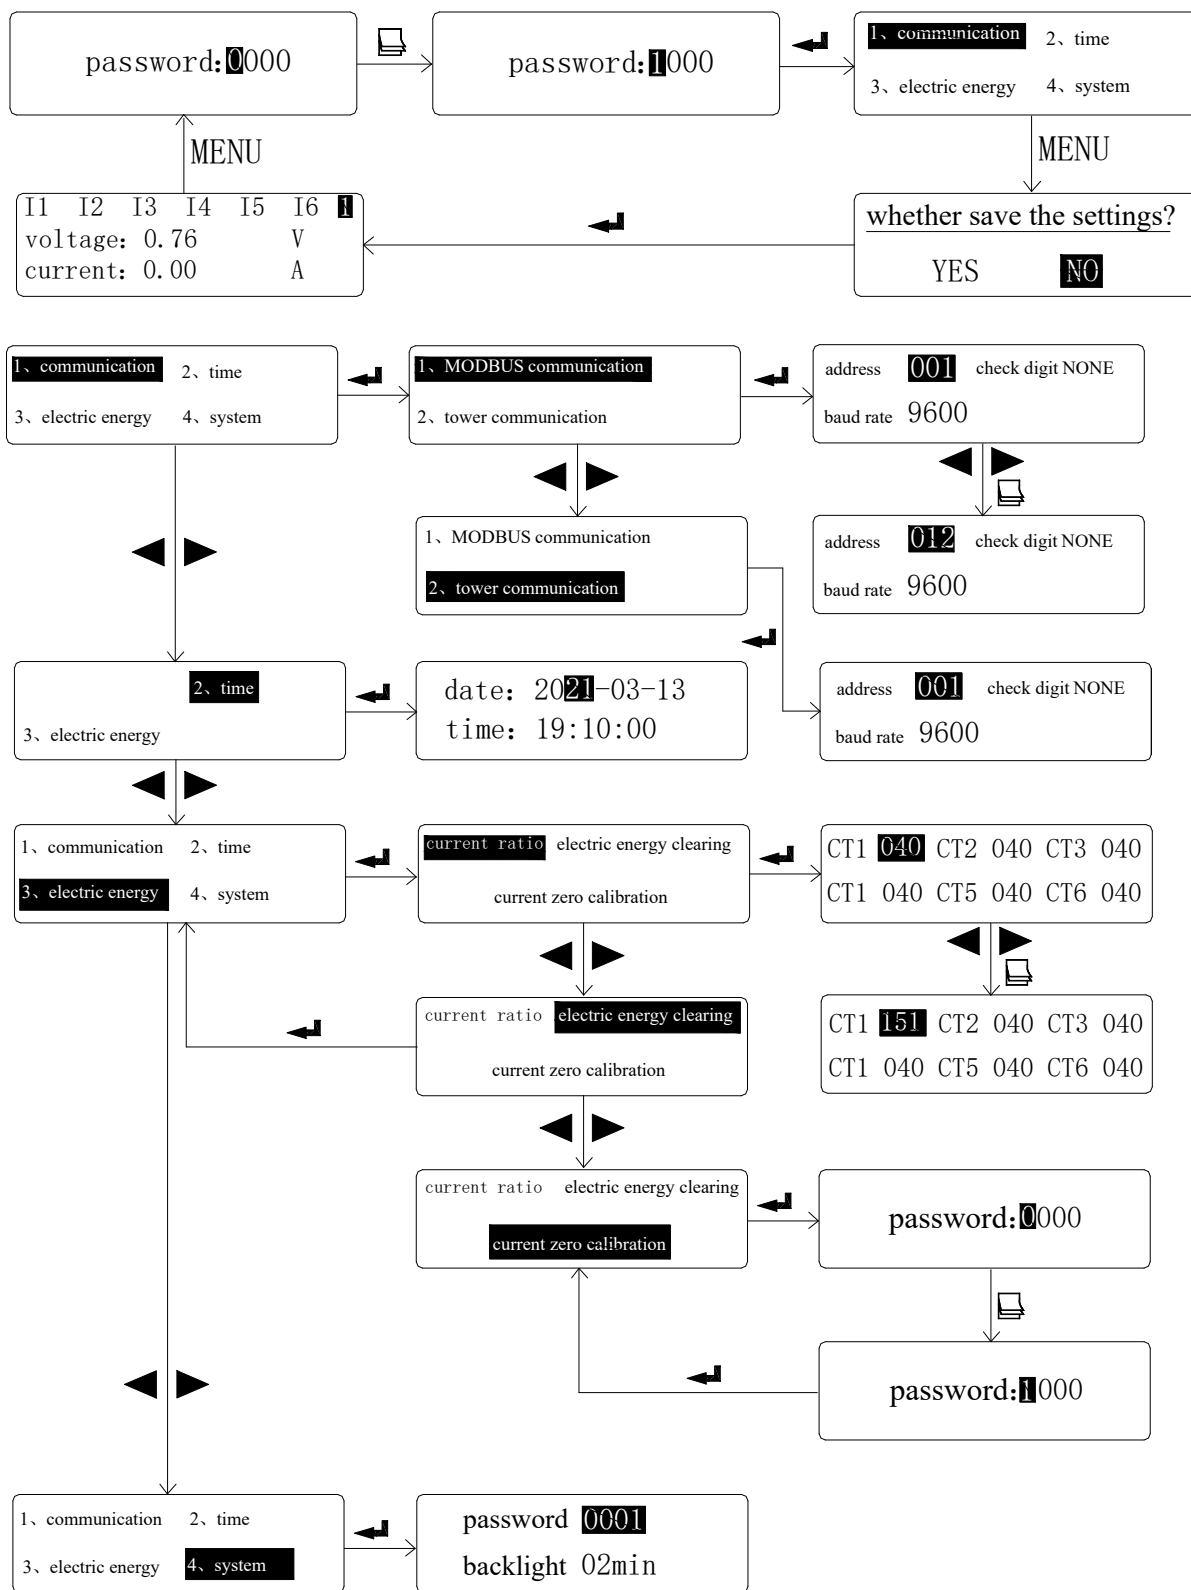 password:0000
password:1000
1、communication 2、time
3、electric energy 4、system
MENU
MENU
I1 I2 I3 I4 I5 I6 1
voltage: 0.76 V
current: 0.00 A
whether save the settings?
YES NO
1、communication 2、time
3、electric energy 4、system
1、MODBUS communication
2、tower communication
address 001 check digit NONE
baud rate 9600
1、MODBUS communication
2、tower communication
address 012 check digit NONE
baud rate 9600
2、time
3、electric energy
date: 2021-03-13
time: 19:10:00
address 001 check digit NONE
baud rate 9600
1、communication 2、time
3、electric energy 4、system
current ratio electric energy clearing
current zero calibration
CT1 040 CT2 040 CT3 040
CT1 040 CT5 040 CT6 040
current ratio electric energy clearing
current zero calibration
CT1 151 CT2 040 CT3 040
CT1 040 CT5 040 CT6 040
current ratio electric energy clearing
current zero calibration
password:0000
password:1000
1、communication 2、time
3、electric energy 4、system
password 0001
backlight 02min